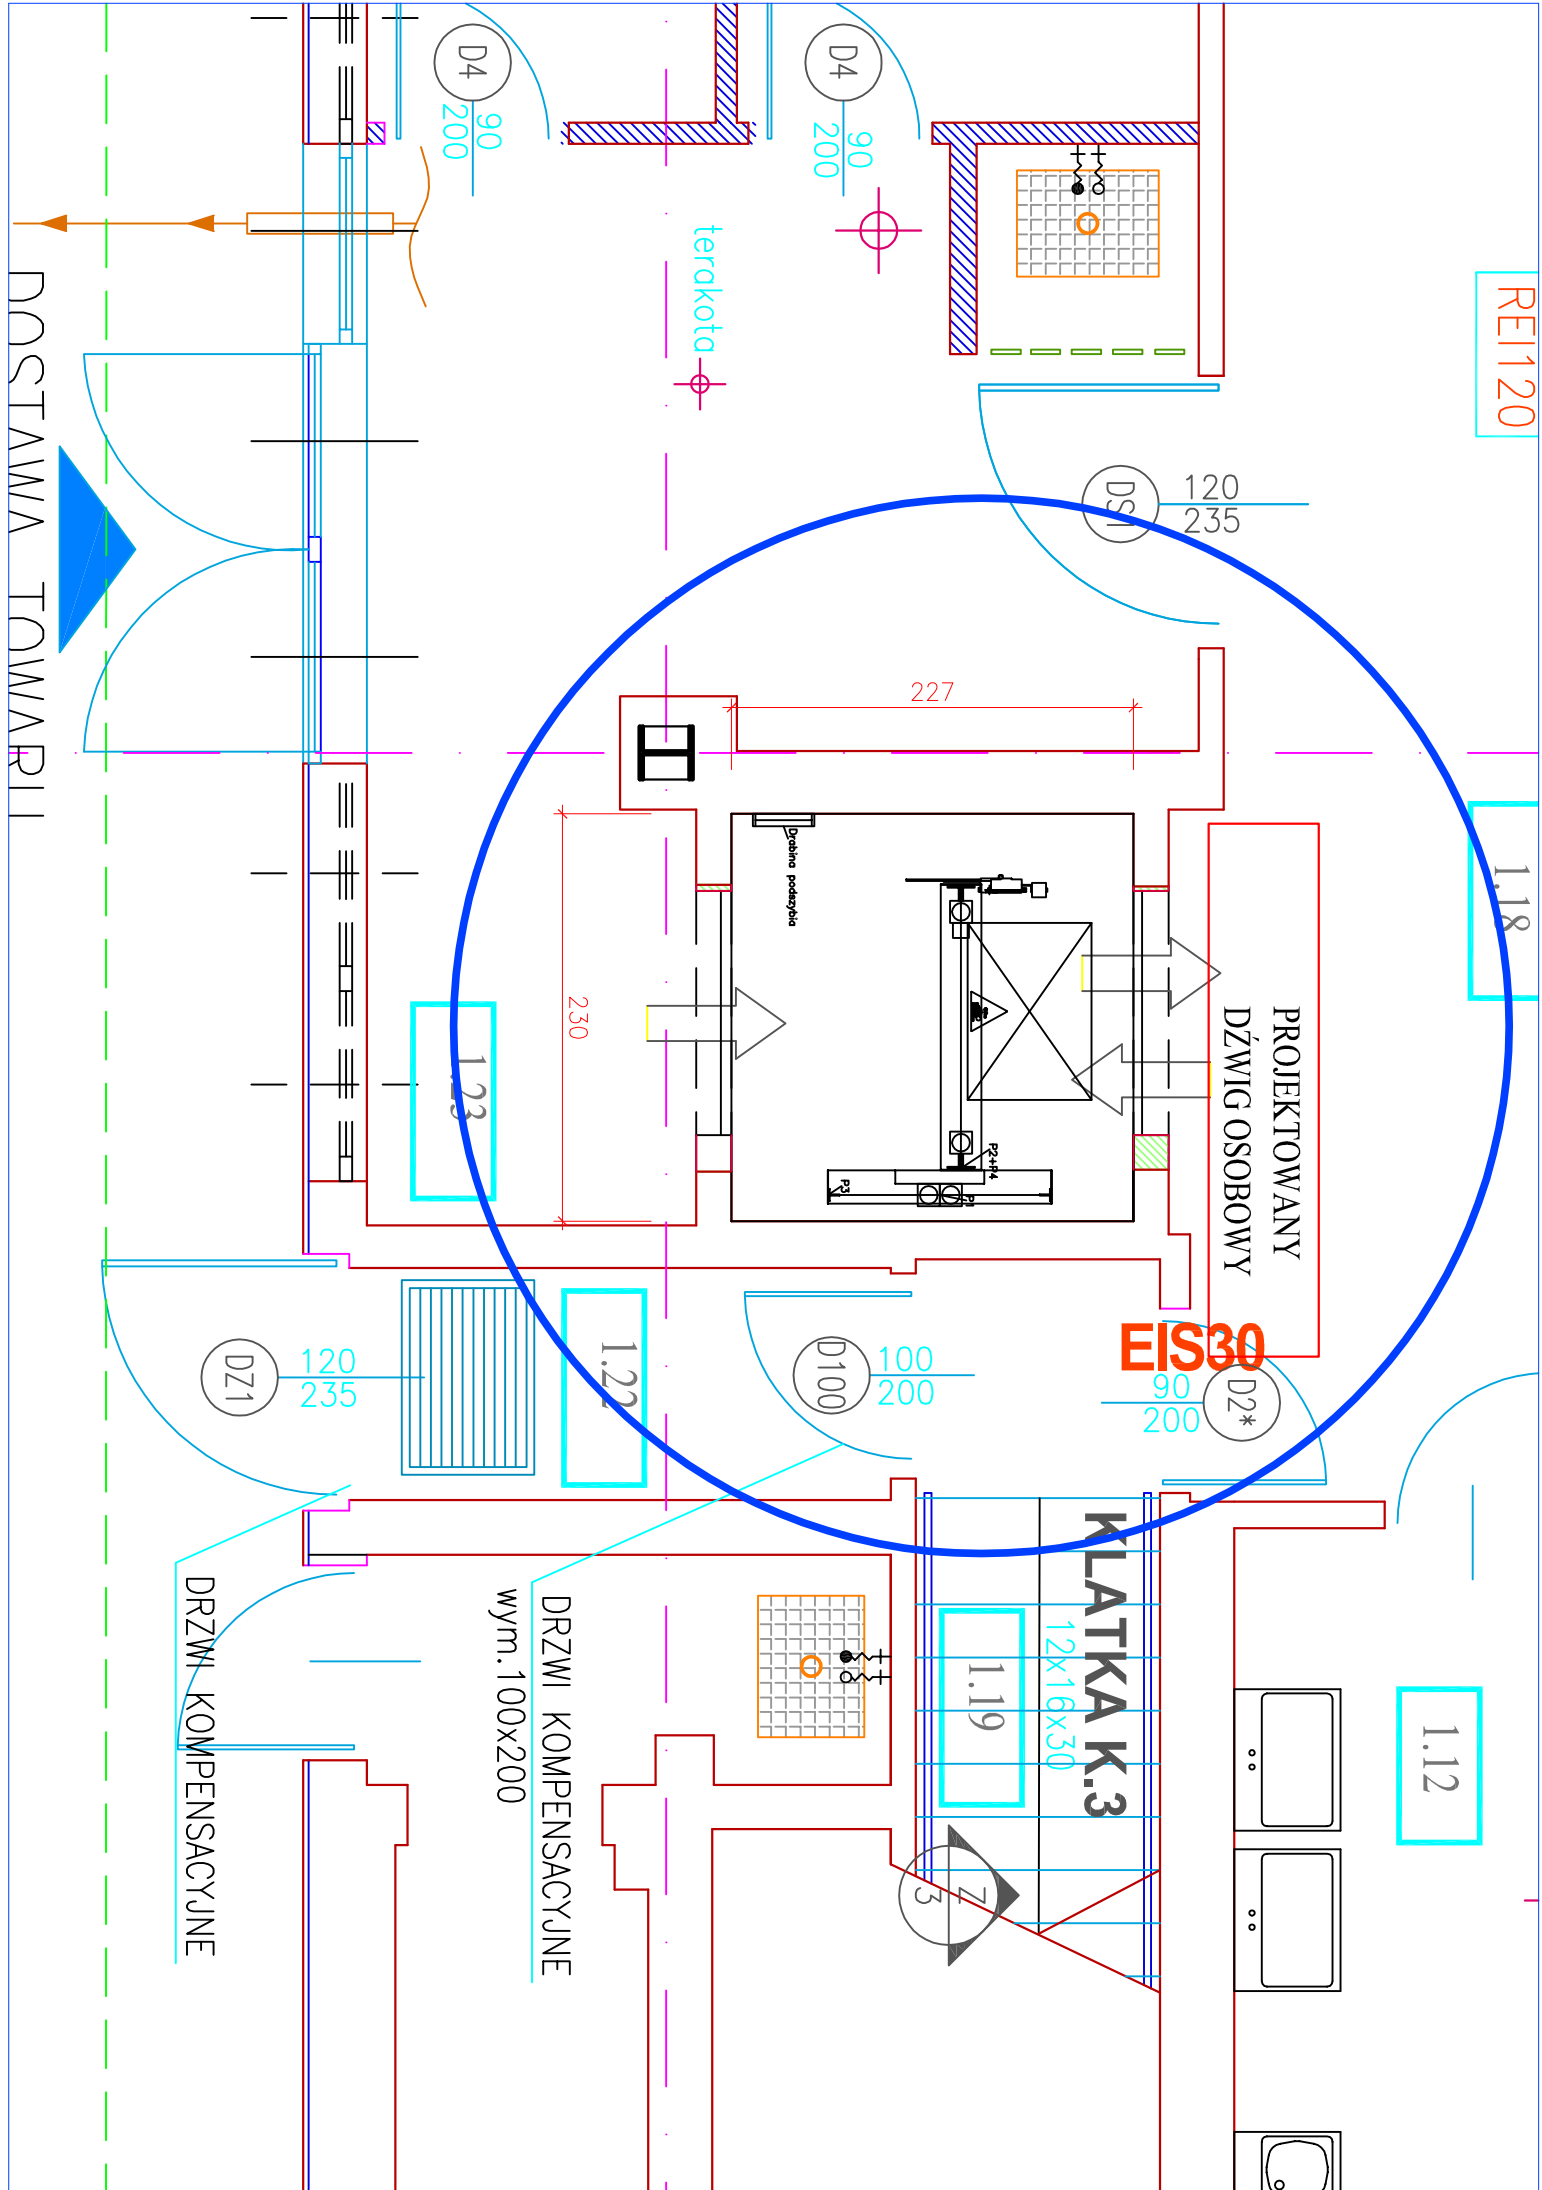 D4
90
200
D4
90
200
terakota
REI120
DOSTAWA TOWARU
DS1
120
235
227
1.18
Drabina podszybia
230
1.23
PROJEKTOWANY
DŹWIG OSOBOWY
P2+P4
P3
P1
EIS30
DZ1
120
235
1.22
D100
100
200
90
200
D2*
KLATKA K.3
12x16x30
1.19
1.12
DRZWI KOMPENSACYJNE
wym.100x200
DRZWI KOMPENSACYJNE
Z
3